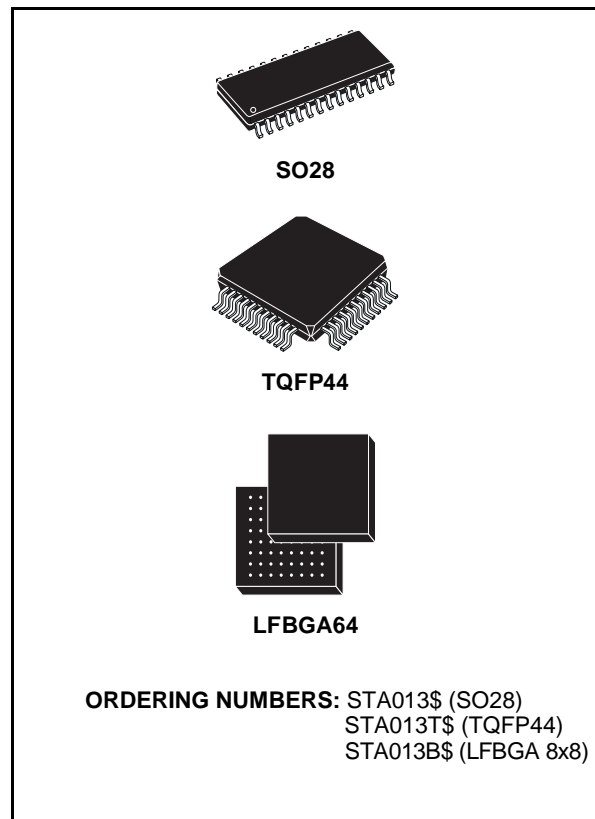 SO28
TQFP44
LFBGA64
ORDERING NUMBERS: STA013$ (SO28)
STA013T$ (TQFP44)
STA013B$ (LFBGA 8x8)